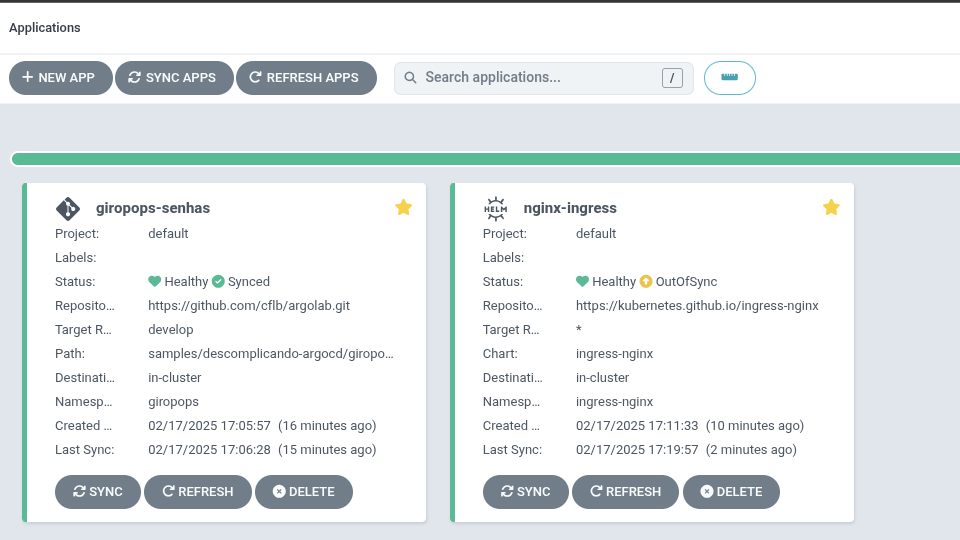 Applications
NEW APP SYNC APPS REFRESH APPS Search applications... /
giropops-senhas
Project: default
Labels:
Status: Healthy Synced
Reposito... https://github.com/cflb/argolab.git
Target R... develop
Path: samples/descomplicando-argocd/giropo...
Destinati... in-cluster
Namesp... giropops
Created ... 02/17/2025 17:05:57 (16 minutes ago)
Last Sync: 02/17/2025 17:06:28 (15 minutes ago)
SYNC REFRESH DELETE
HELM nginx-ingress
Project: default
Labels:
Status: Healthy OutOfSync
Reposito... https://kubernetes.github.io/ingress-nginx
Target R... *
Chart: ingress-nginx
Destinati... in-cluster
Namesp... ingress-nginx
Created ... 02/17/2025 17:11:33 (10 minutes ago)
Last Sync: 02/17/2025 17:19:57 (2 minutes ago)
SYNC REFRESH DELETE